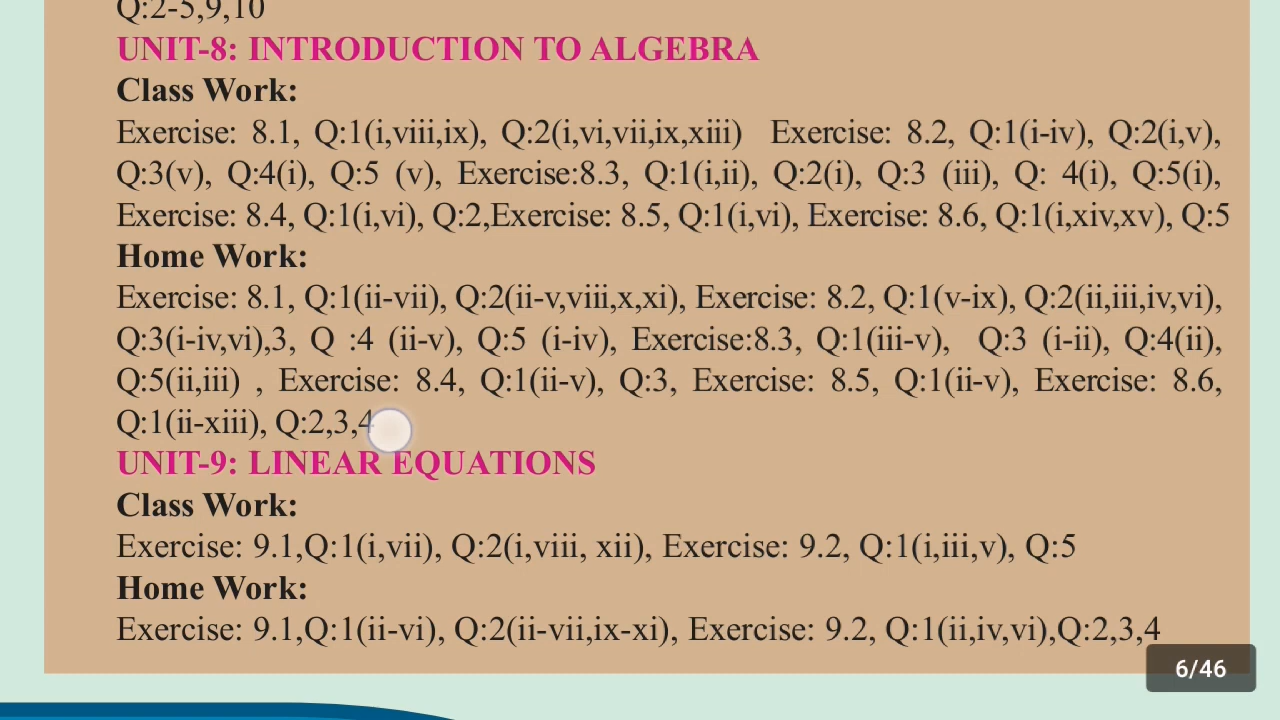 Q:2-5,9,10
UNIT-8: INTRODUCTION TO ALGEBRA
Class Work:
Exercise: 8.1, Q:1(i,viii,ix), Q:2(i,vi,vii,ix,xiii) Exercise: 8.2, Q:1(i-iv), Q:2(i,v),
Q:3(v), Q:4(i), Q:5 (v), Exercise:8.3, Q:1(i,ii), Q:2(i), Q:3 (iii), Q: 4(i), Q:5(i),
Exercise: 8.4, Q:1(i,vi), Q:2,Exercise: 8.5, Q:1(i,vi), Exercise: 8.6, Q:1(i,xiv,xv), Q:5
Home Work:
Exercise: 8.1, Q:1(ii-vii), Q:2(ii-v,viii,x,xi), Exercise: 8.2, Q:1(v-ix), Q:2(ii,iii,iv,vi),
Q:3(i-iv,vi),3, Q :4 (ii-v), Q:5 (i-iv), Exercise:8.3, Q:1(iii-v), Q:3 (i-ii), Q:4(ii),
Q:5(ii,iii) , Exercise: 8.4, Q:1(ii-v), Q:3, Exercise: 8.5, Q:1(ii-v), Exercise: 8.6,
Q:1(ii-xiii), Q:2,3,4
UNIT-9: LINEAR EQUATIONS
Class Work:
Exercise: 9.1,Q:1(i,vii), Q:2(i,viii, xii), Exercise: 9.2, Q:1(i,iii,v), Q:5
Home Work:
Exercise: 9.1,Q:1(ii-vi), Q:2(ii-vii,ix-xi), Exercise: 9.2, Q:1(ii,iv,vi),Q:2,3,4
6/46